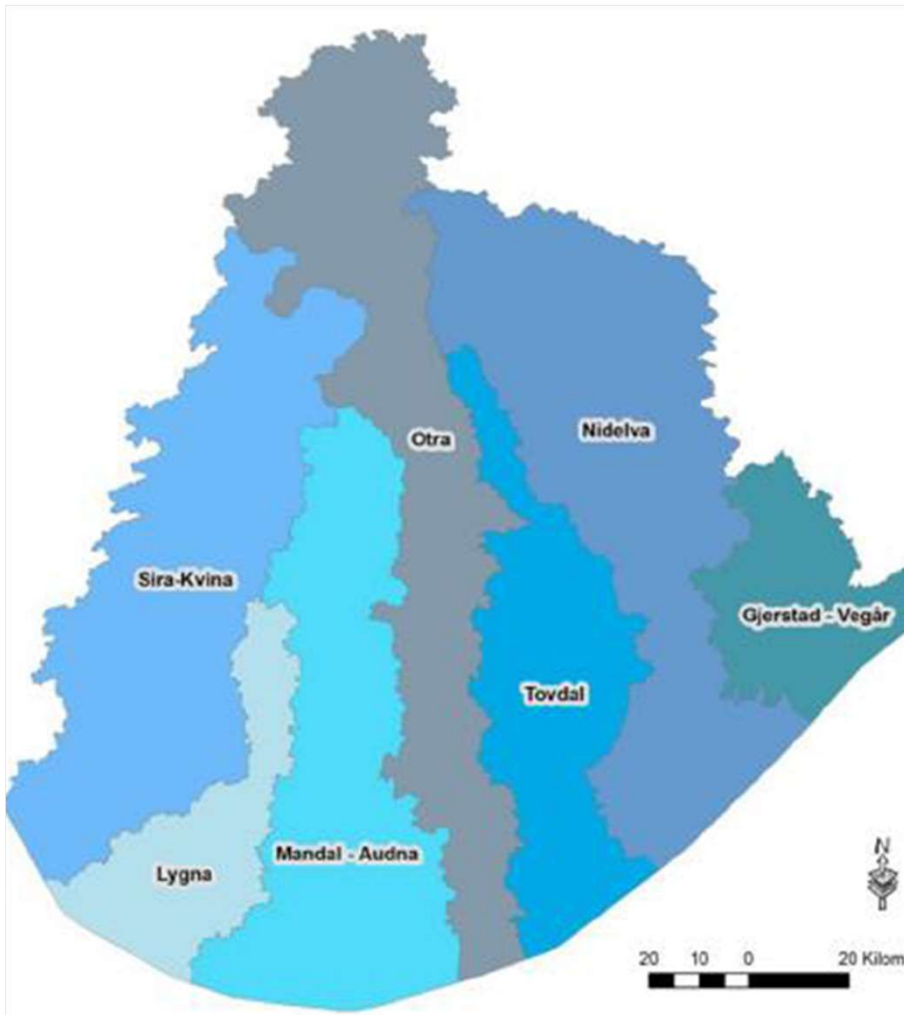 Otra
Nidelva
Sira-Kvina
Gjerstad - Vegår
Tovdal
Mandal - Audna
Lygna
N
20 10 0 20 Kilom